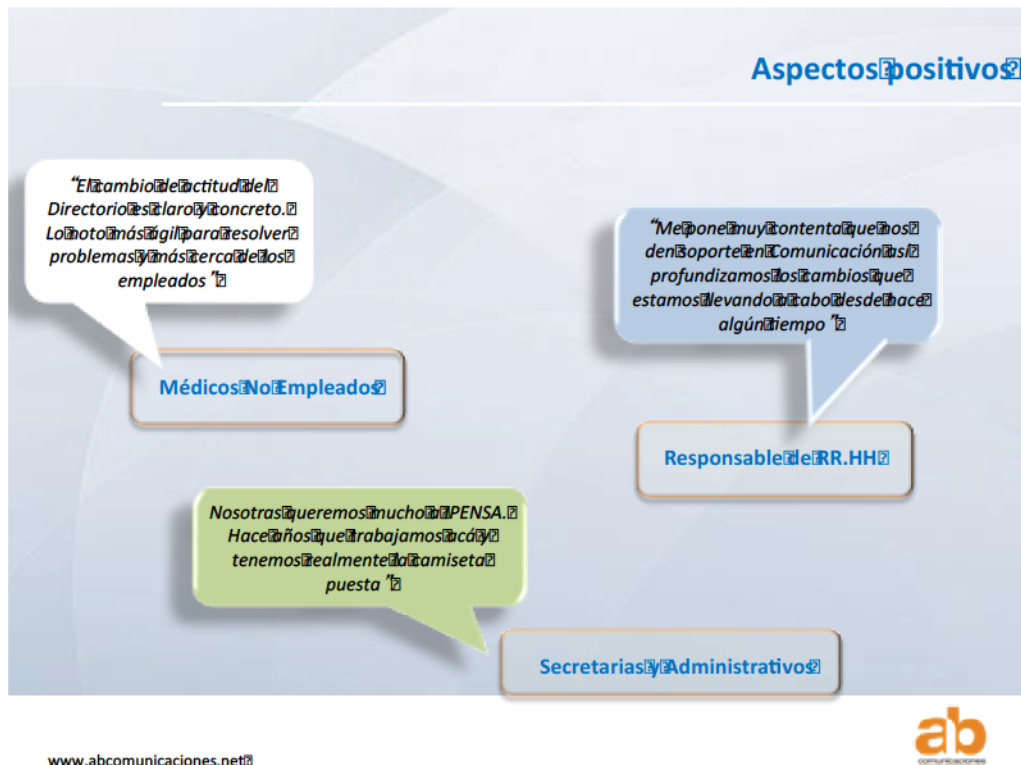 Aspectos positivos
“El cambio de actitud del
Directorio es claro y concreto.
Lo noto más ágil para resolver
problemas y más cerca de los
empleados ”
Médicos No Empleados
“Me pone muy contenta que nos
den soporte en Comunicación así
profundizamos los cambios que
estamos llevando a cabo desde hace
algún tiempo ”
Responsable de RR.HH
Nosotras queremos mucho a IPENSA.
Hace años que trabajamos acá y
tenemos realmente la camiseta
puesta ”
Secretarias y Administrativos
ab
comunicaciones
www.abcomunicaciones.net